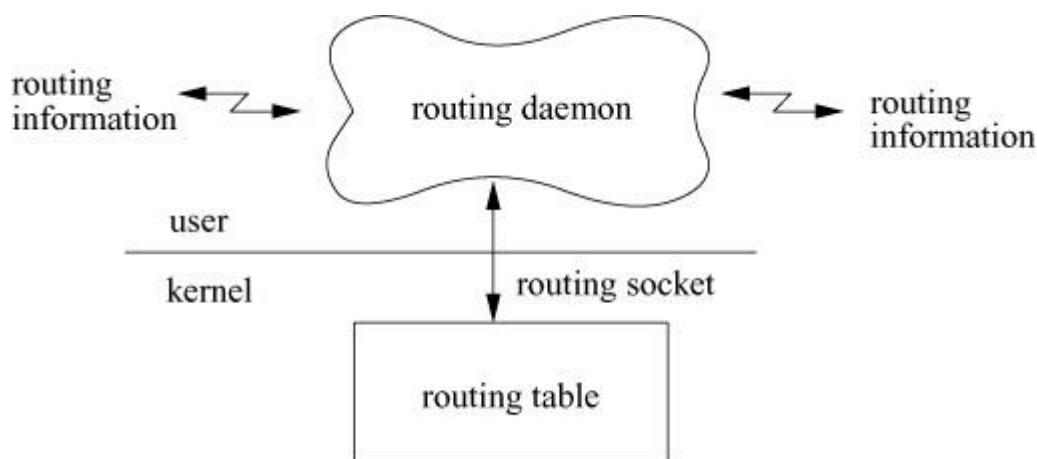 routing
information
routing daemon
routing
information
user
kernel
routing socket
routing table